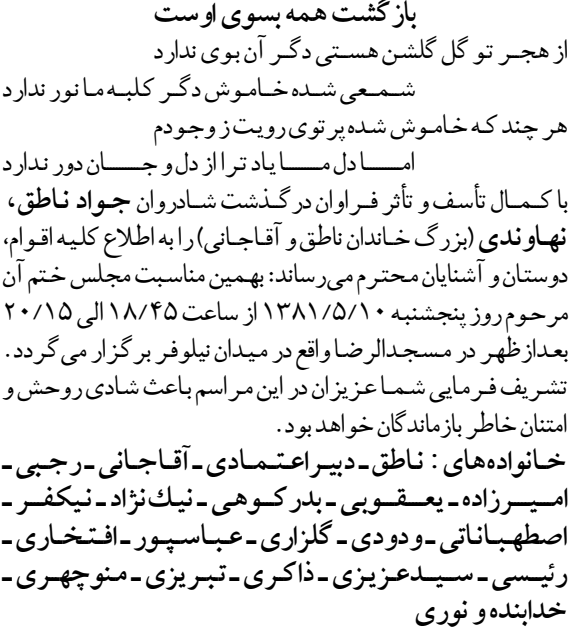 بازگشت همه بسوی اوست
از هجر تو گل گلشن هستی دگر آن بوی ندارد
شمعی شده خاموش دگر کلبه ما نور ندارد
هر چند که خاموش شده پرتوی رویت ز وجودم
اما دل ما یاد ترا از دل و جان دور ندارد
با کمال تأسف و تأثر فراوان درگذشت شادروان جواد ناطق،
نهاوندی (بزرگ خاندان ناطق و آقاجانی) را به اطلاع کلیه اقوام،
دوستان و آشنایان محترم می‌رساند: بهمین مناسبت مجلس ختم آن
مرحوم روز پنجشنبه ۱۳۸۱/۵/۱۰ از ساعت ۱۸/۴۵ الی ۲۰/۱۵
بعدازظهر در مسجدالرضا واقع در میدان نیلوفر برگزار می‌گردد.
تشریف فرمایی شما عزیزان در این مراسم باعث شادی روحش و
امتنان خاطر بازماندگان خواهد بود.
خانواده‌های : ناطق ـ دبیراعتمادی ـ آقاجانی ـ رجبی ـ
امیرزاده ـ یعقوبی ـ بدرکوهی ـ نیك‌نژاد ـ نیکفر ـ
اصطهباناتی ـ ودودی ـ گلزاری ـ عباسپور ـ افتخاری ـ
رئیسی ـ سیدعزیزی ـ ذاکری ـ تبریزی ـ منوچهری ـ
خدابنده و نوری